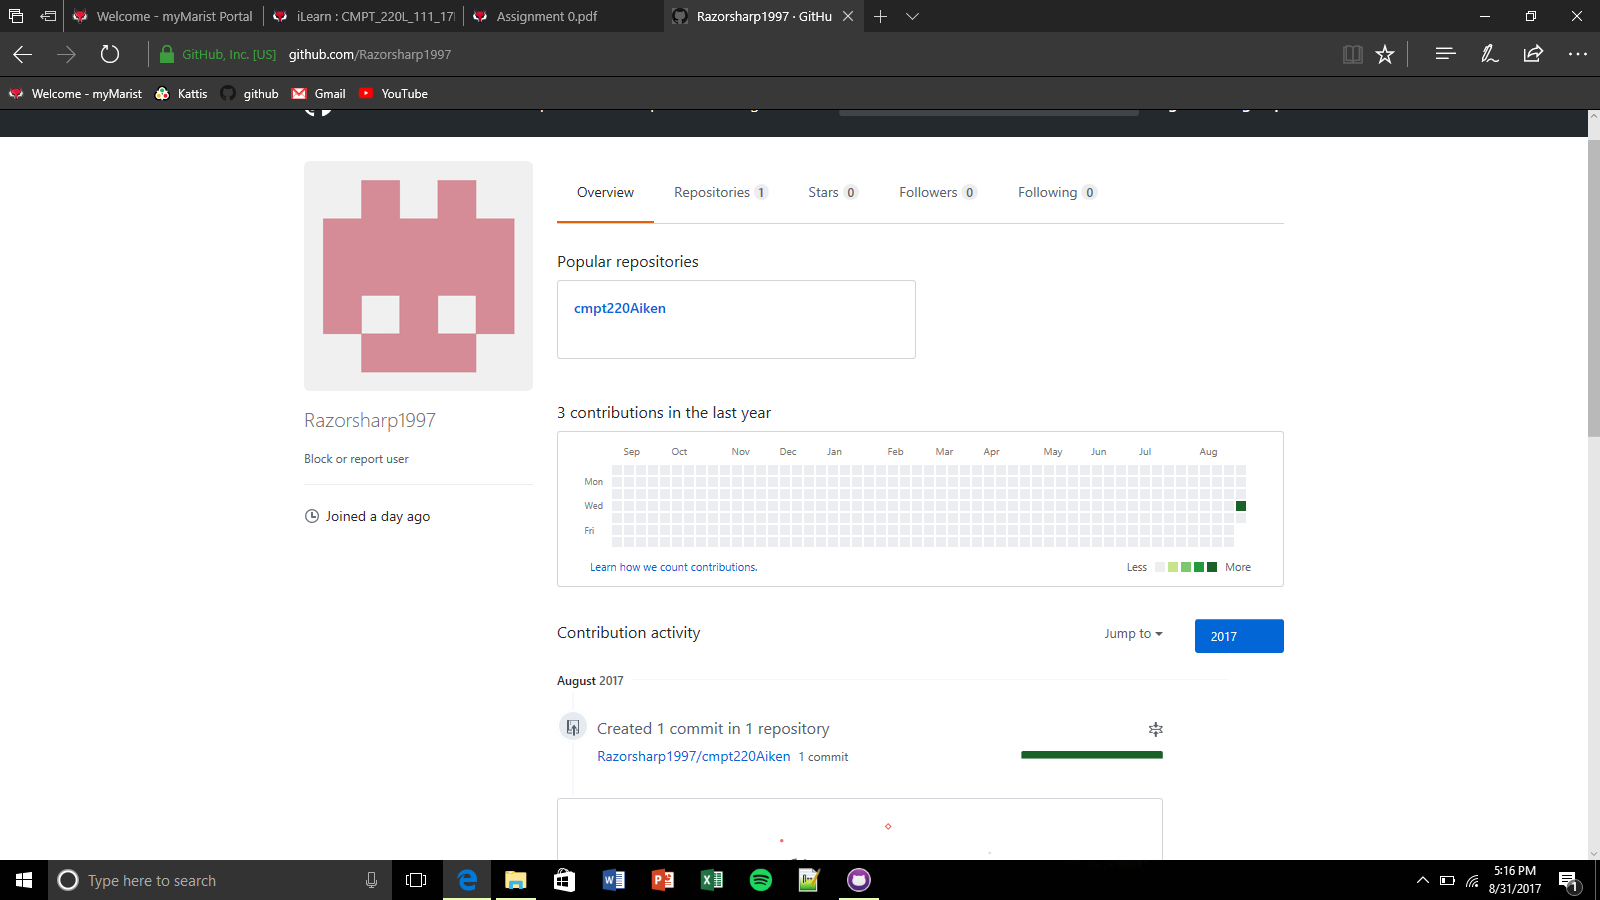 Welcome - myMarist Portal
iLearn : CMPT_220L_111_17
Assignment 0.pdf
Razorsharp1997 · GitHu
GitHub, Inc. [US]
github.com/Razorsharp1997
Welcome - myMarist
Kattis
github
Gmail
YouTube
Overview
Repositories 1
Stars 0
Followers 0
Following 0
Popular repositories
cmpt220Aiken
Razorsharp1997
Block or report user
Joined a day ago
3 contributions in the last year
Sep Oct Nov Dec Jan Feb Mar Apr May Jun Jul Aug
Mon
Wed
Fri
Learn how we count contributions.
Less
More
Contribution activity
Jump to
2017
August 2017
Created 1 commit in 1 repository
Razorsharp1997/cmpt220Aiken 1 commit
Type here to search
5:16 PM
8/31/2017
1